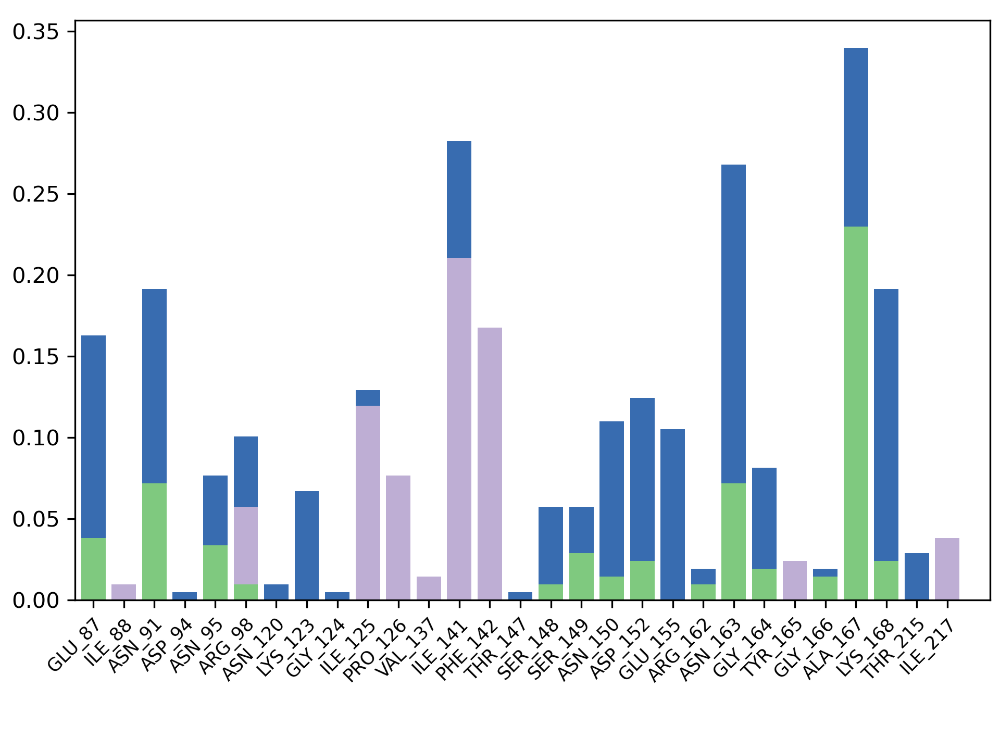 0.35
0.30
0.25
0.20
0.15
0.10
0.05
0.00
GLU_87
ILE_88
ASN_91
ASP_94
ASN_95
ARG_98
ASN_120
LYS_123
GLY_124
ILE_125
PRO_126
VAL_137
ILE_141
PHE_142
THR_147
SER_148
SER_149
ASN_150
ASP_152
GLU_155
ARG_162
ASN_163
GLY_164
TYR_165
GLY_166
ALA_167
LYS_168
THR_215
ILE_217